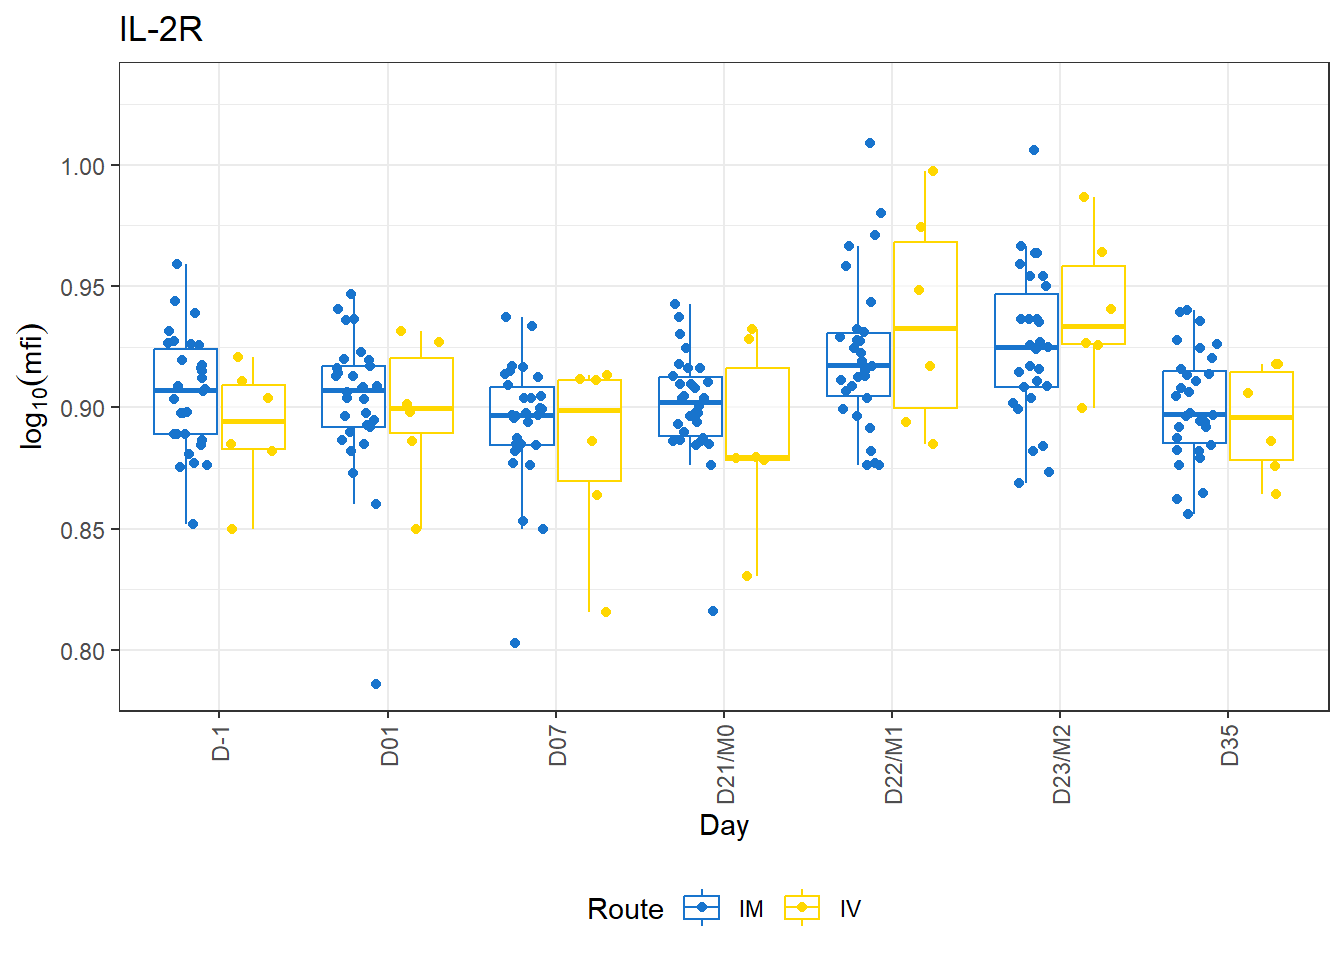 IL-2R
log10(mfi)
1.00
0.95
0.90
0.85
0.80
D-1
D01
D07
D21/M0
D22/M1
D23/M2
D35
Day
Route IM IV